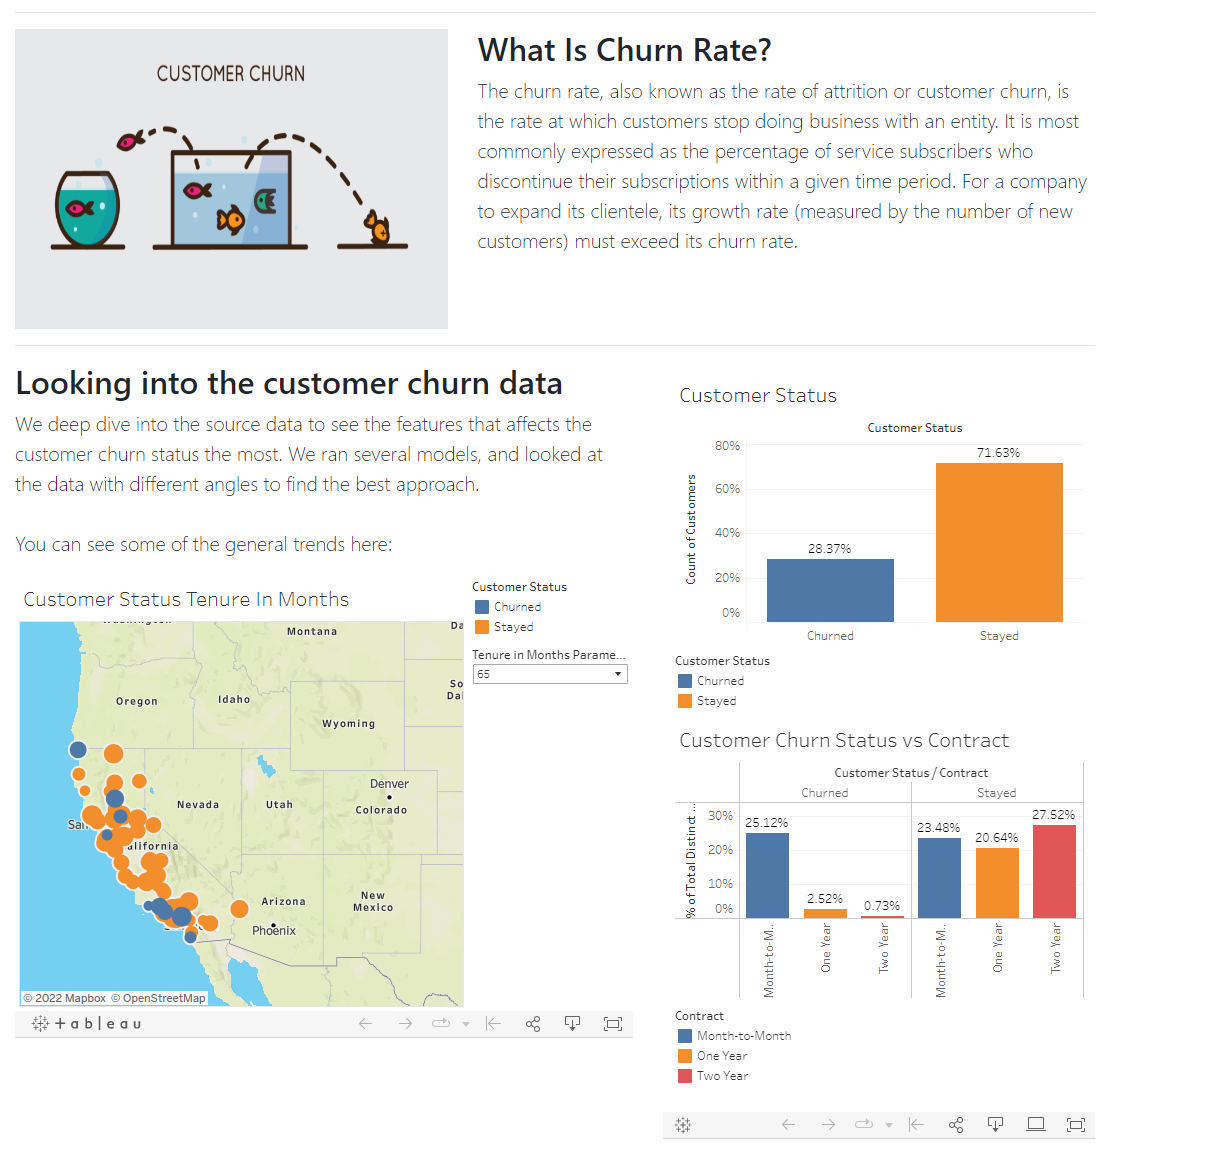 CUSTOMER CHURN
What Is Churn Rate?
The churn rate, also known as the rate of attrition or customer churn, is
the rate at which customers stop doing business with an entity. It is most
commonly expressed as the percentage of service subscribers who
discontinue their subscriptions within a given time period. For a company
to expand its clientele, its growth rate (measured by the number of new
customers) must exceed its churn rate.
Looking into the customer churn data
We deep dive into the source data to see the features that affects the
customer churn status the most. We ran several models, and looked at
the data with different angles to find the best approach.
You can see some of the general trends here:
Customer Status Tenure In Months
Montana
Da
Oregon
Idaho
So
Da
Wyoming
Denver
Nevada
Utah
Colorado
San
alifornia
Arizona
New
Mexico
Phoenix
© 2022 Mapbox © OpenStreetMap
Customer Status
Churned
Stayed
Tenure in Months Parame...
65
+ableau
Customer Status
Customer Status
Count of Customers
80%
60%
40%
20%
0%
28.37%
71.63%
Churned
Stayed
Customer Status
Churned
Stayed
Customer Churn Status vs Contract
Customer Status / Contract
Churned
Stayed
% of Total Distinct ...
30%
20%
10%
0%
25.12%
2.52%
0.73%
23.48%
20.64%
27.52%
Month-to-M..
One Year
Two Year
Month-to-M..
One Year
Two Year
Contract
Month-to-Month
One Year
Two Year